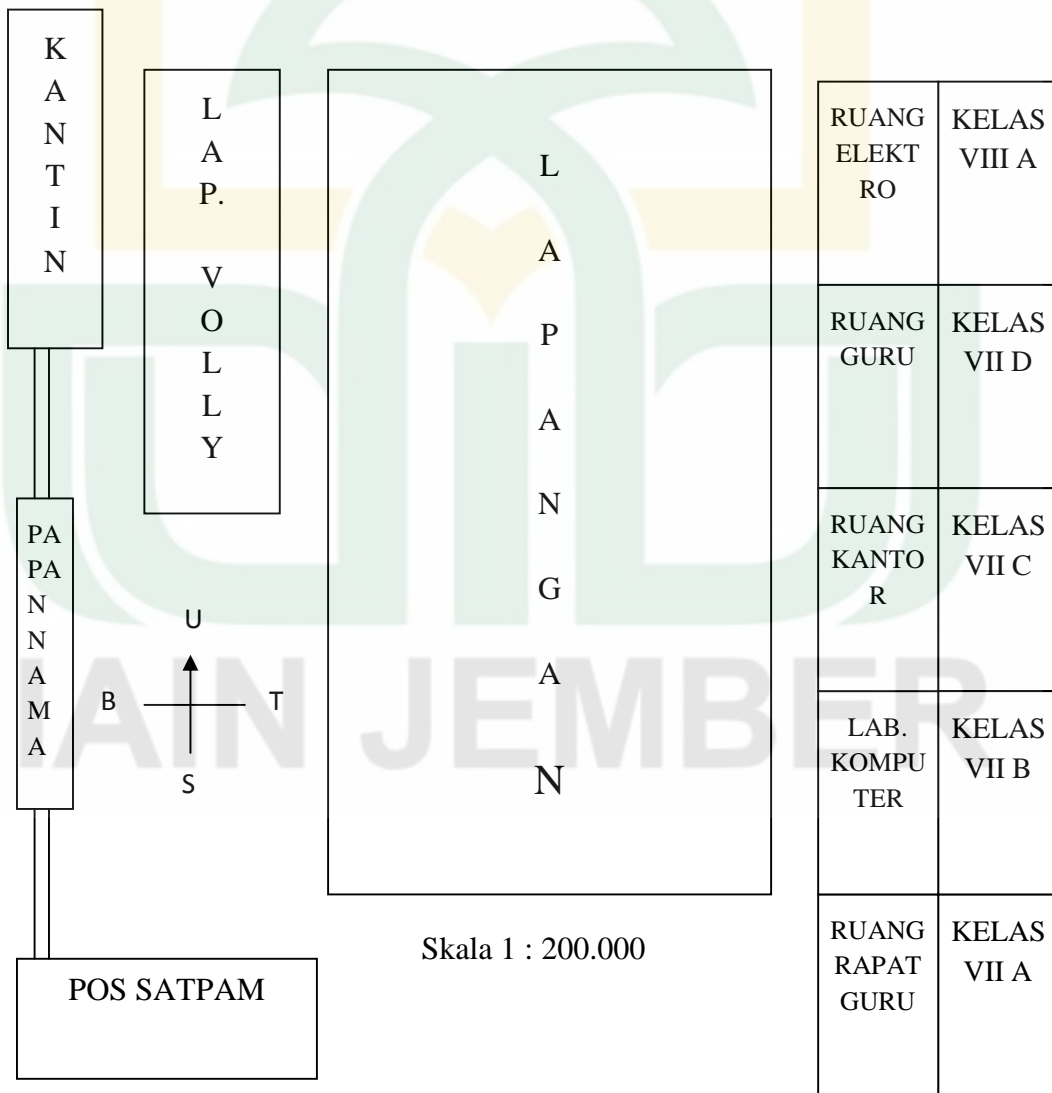 K
A
N
T
I
N
L
A
P.
V
O
L
L
Y
L
A
P
A
N
G
A
N
RUANG
ELEKT
RO
KELAS
VIII A
RUANG
GURU
KELAS
VII D
RUANG
KANTO
R
KELAS
VII C
LAB.
KOMPU
TER
KELAS
VII B
RUANG
RAPAT
GURU
KELAS
VII A
PA
PA
N
N
A
M
A
U
B
T
S
Skala 1 : 200.000
POS SATPAM
IAIN JEMBER